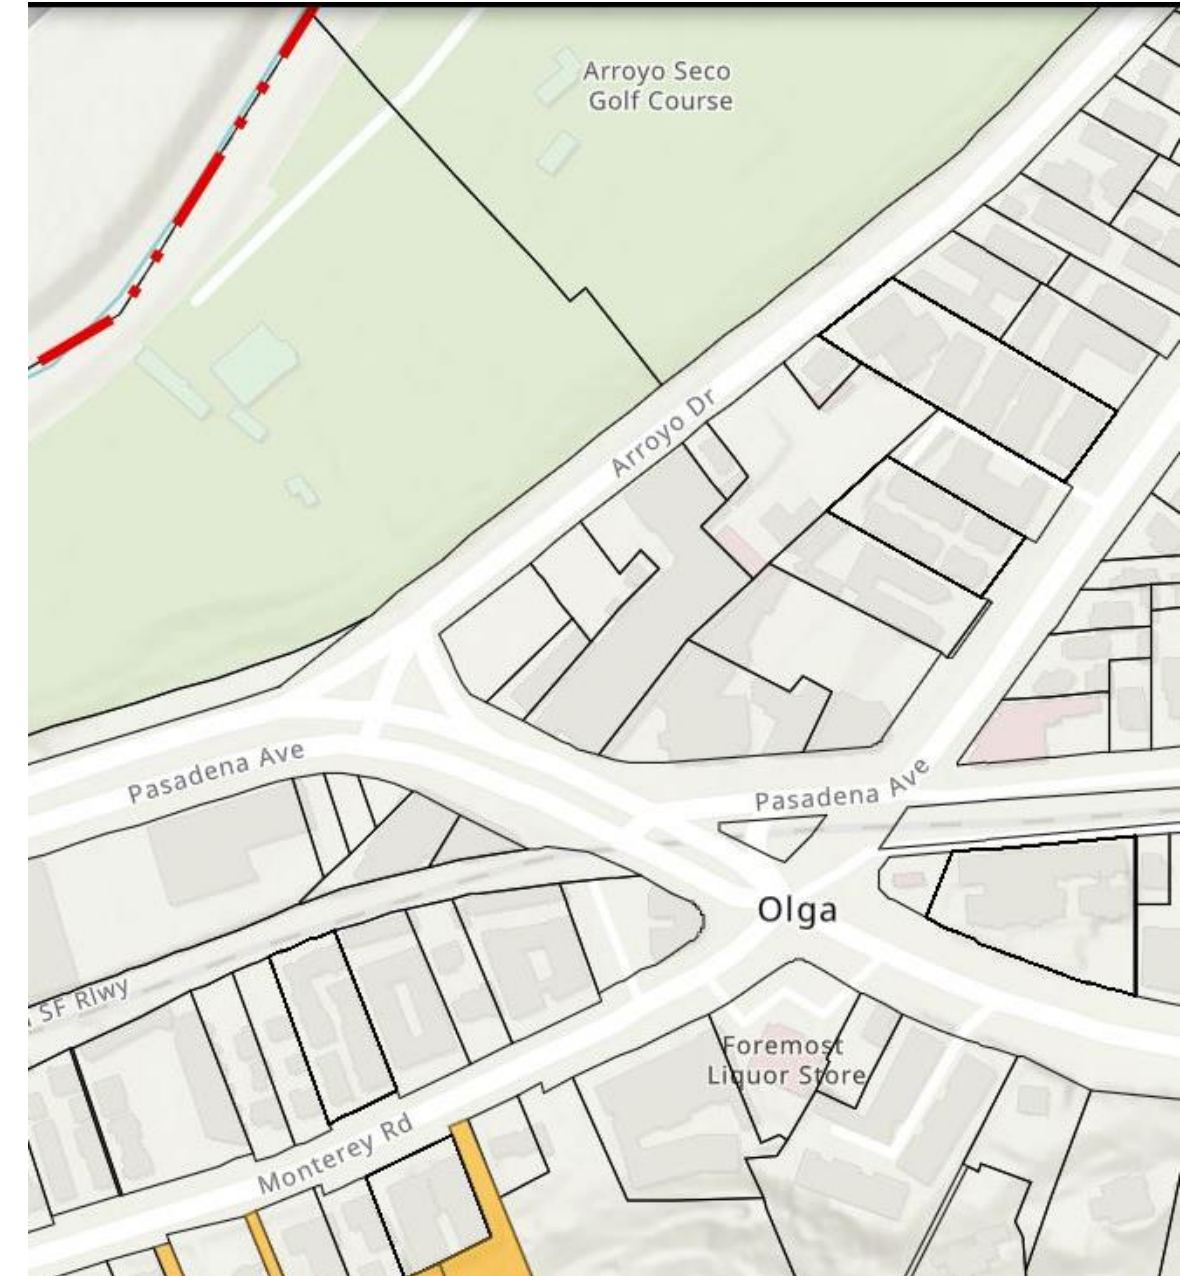 Arroyo Seco
Golf Course
Arroyo Dr
Pasadena Ave
Pasadena Ave
Olga
SF Rlwy
Foremost
Liquor Store
Monterey Rd